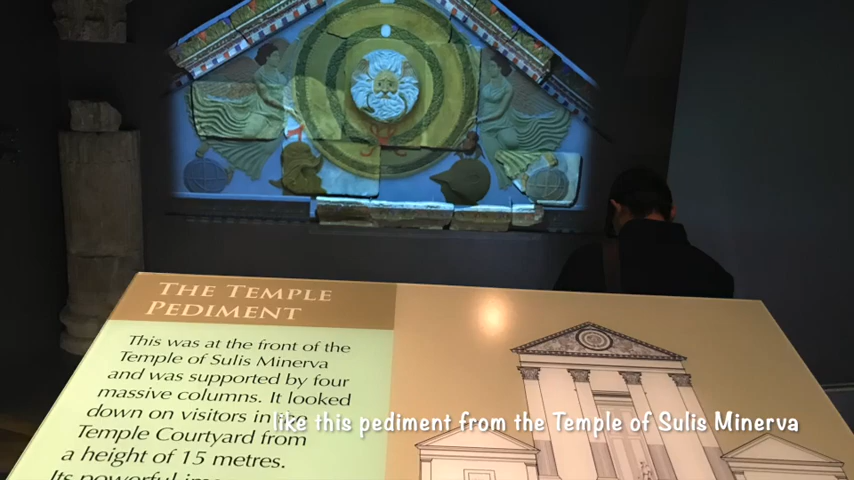 THE TEMPLE
PEDIMENT
This was at the front of the
Temple of Sulis Minerva
and was supported by four
massive columns. It looked
down on visitors in
Temple Courtyard from
a height of 15 metres.
Its powerful
like this pediment from the Temple of Sulis Minerva